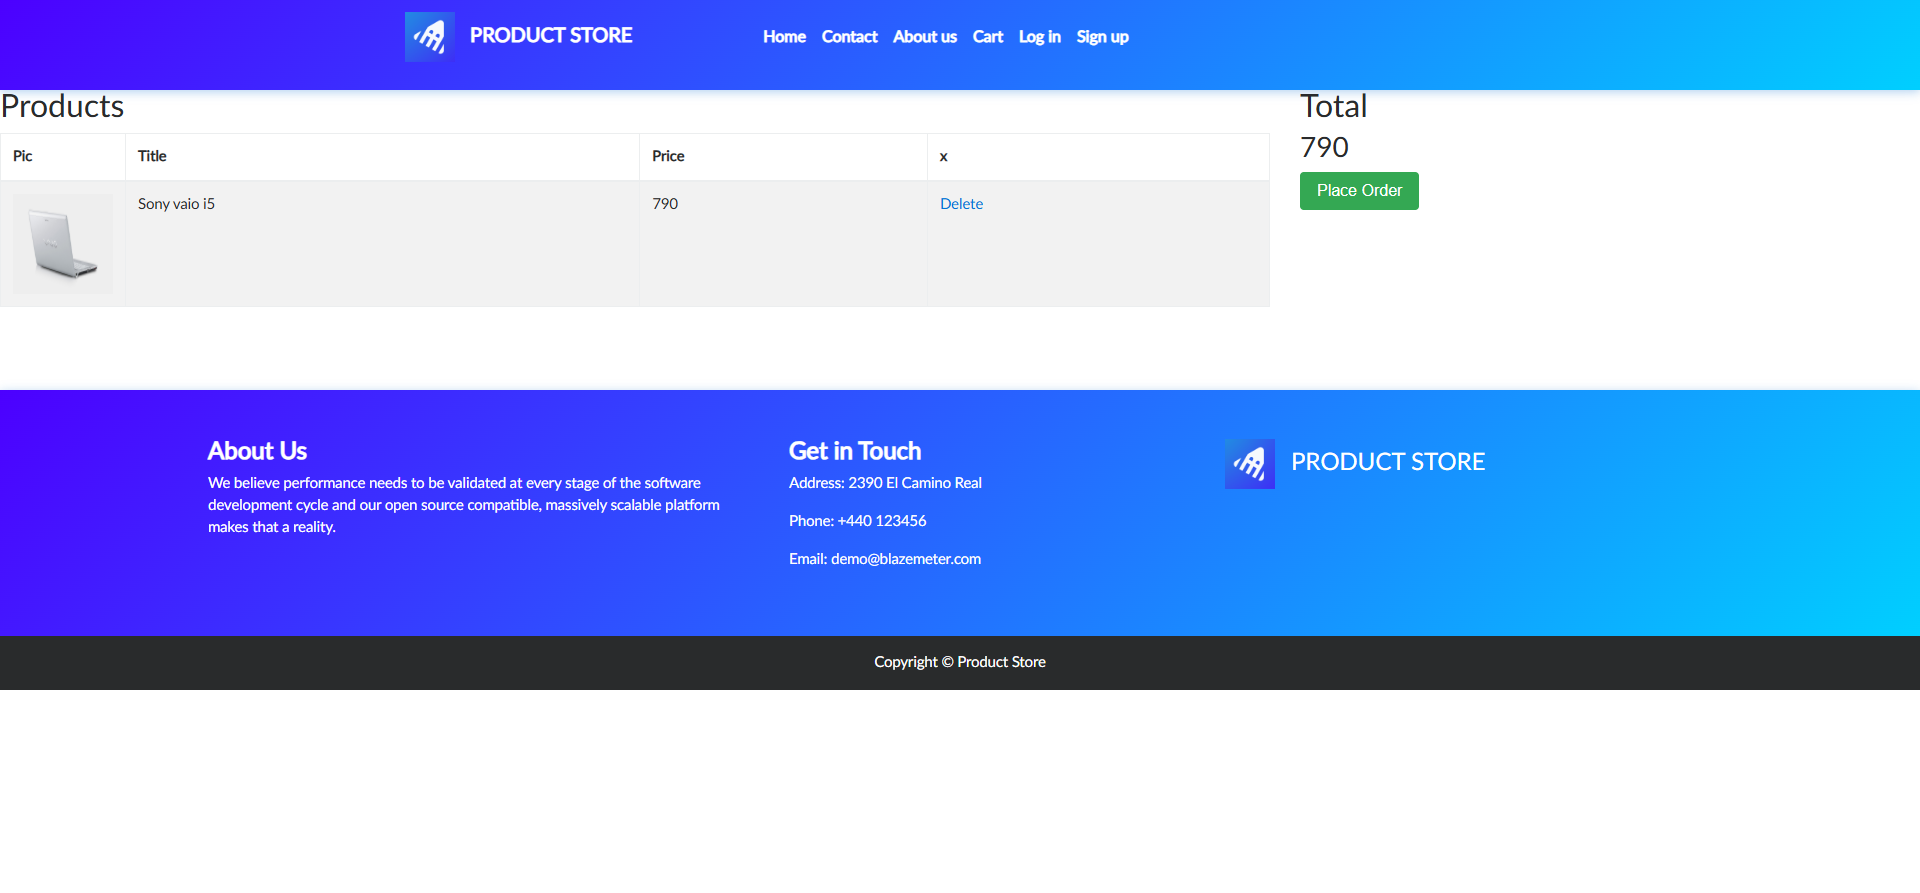 PRODUCT STORE
Home Contact About us Cart Log in Sign up
Products
Pic Title Price x
Sony vaio i5 790 Delete
Total
790
Place Order
About Us
We believe performance needs to be validated at every stage of the software
development cycle and our open source compatible, massively scalable platform
makes that a reality.
Get in Touch
Address: 2390 El Camino Real
Phone: +440 123456
Email: demo@blazemeter.com
PRODUCT STORE
Copyright © Product Store